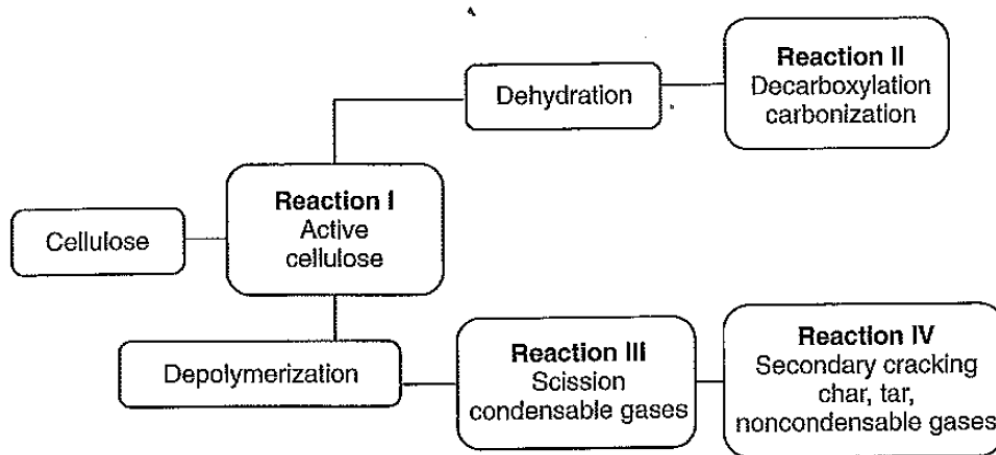 Reaction II
Decarboxylation
carbonization
Dehydration
Reaction I
Active
cellulose
Cellulose
Depolymerization
Reaction III
Scission
condensable gases
Reaction IV
Secondary cracking
char, tar,
noncondensable gases